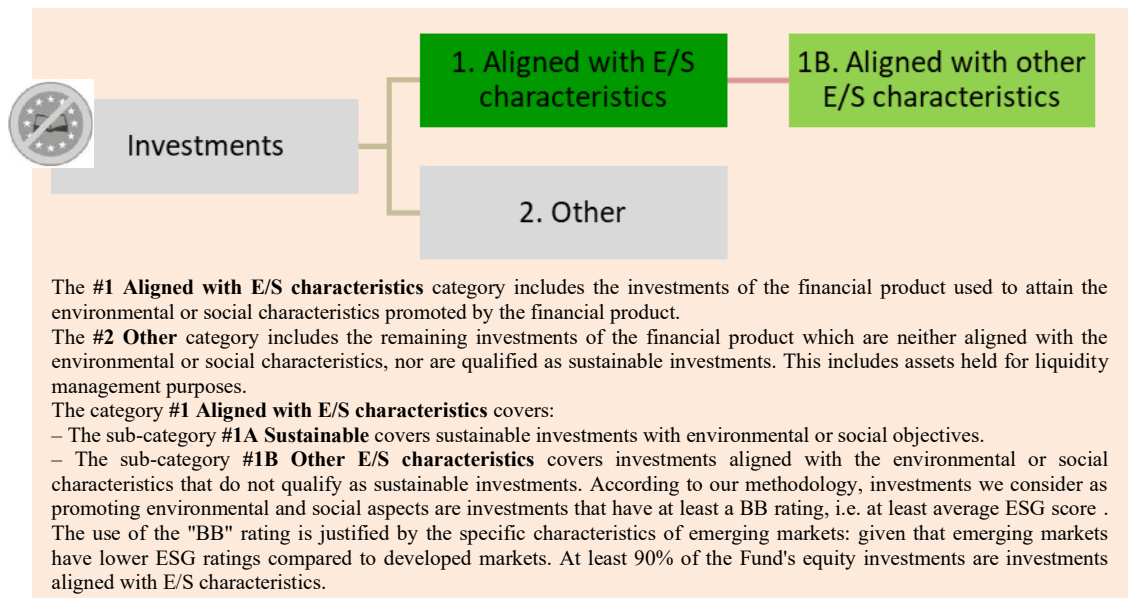 1. Aligned with E/S
characteristics
1B. Aligned with other
E/S characteristics
Investments
2. Other
The #1 Aligned with E/S characteristics category includes the investments of the financial product used to attain the
environmental or social characteristics promoted by the financial product.
The #2 Other category includes the remaining investments of the financial product which are neither aligned with the
environmental or social characteristics, nor are qualified as sustainable investments. This includes assets held for liquidity
management purposes.
The category #1 Aligned with E/S characteristics covers:
– The sub-category #1A Sustainable covers sustainable investments with environmental or social objectives.
– The sub-category #1B Other E/S characteristics covers investments aligned with the environmental or social
characteristics that do not qualify as sustainable investments. According to our methodology, investments we consider as
promoting environmental and social aspects are investments that have at least a BB rating, i.e. at least average ESG score .
The use of the "BB" rating is justified by the specific characteristics of emerging markets: given that emerging markets
have lower ESG ratings compared to developed markets. At least 90% of the Fund's equity investments are investments
aligned with E/S characteristics.